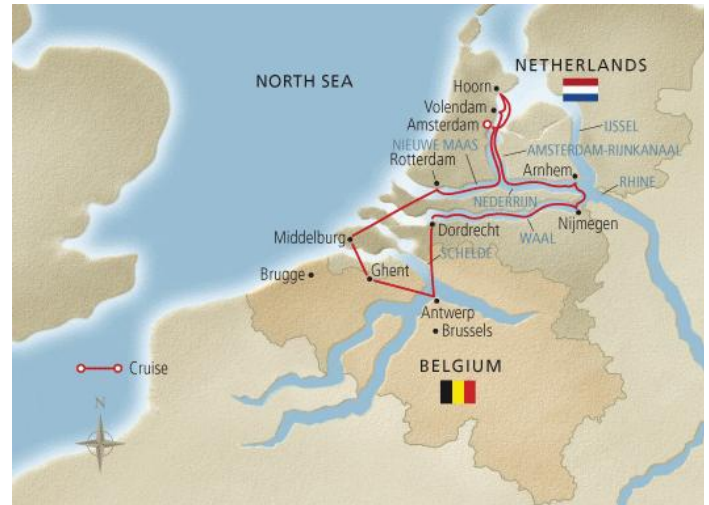 NORTH SEA
NETHERLANDS
Hoorn
Volendam
Amsterdam
IJSSEL
NIEUWE MAAS
AMSTERDAM-RIJNKANAAL
Rotterdam
Arnhem
RHINE
NEDERRIJN
Nijmegen
Middelburg
Dordrecht
WAAL
SCHELDE
Brugge
Ghent
Antwerp
Brussels
BELGIUM
Cruise
N